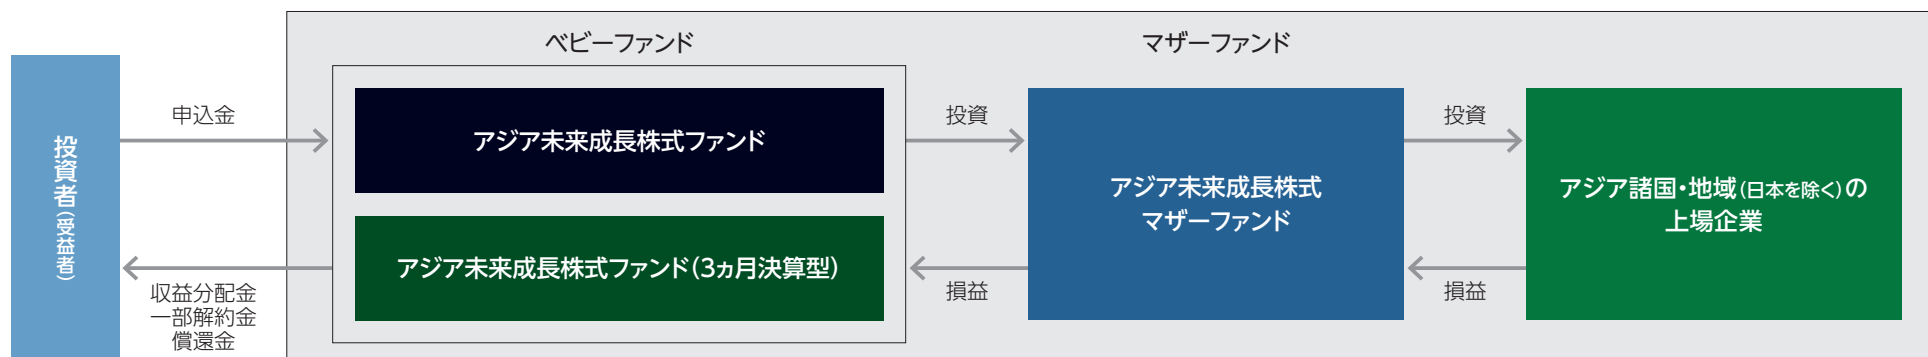 ベビーファンド
マザーファンド
投資者(受益者)
申込金
アジア未来成長株式ファンド
投資
アジア未来成長株式
マザーファンド
投資
アジア諸国・地域(日本を除く)の
上場企業
アジア未来成長株式ファンド(3ヵ月決算型)
収益分配金
一部解約金
償還金
損益
損益